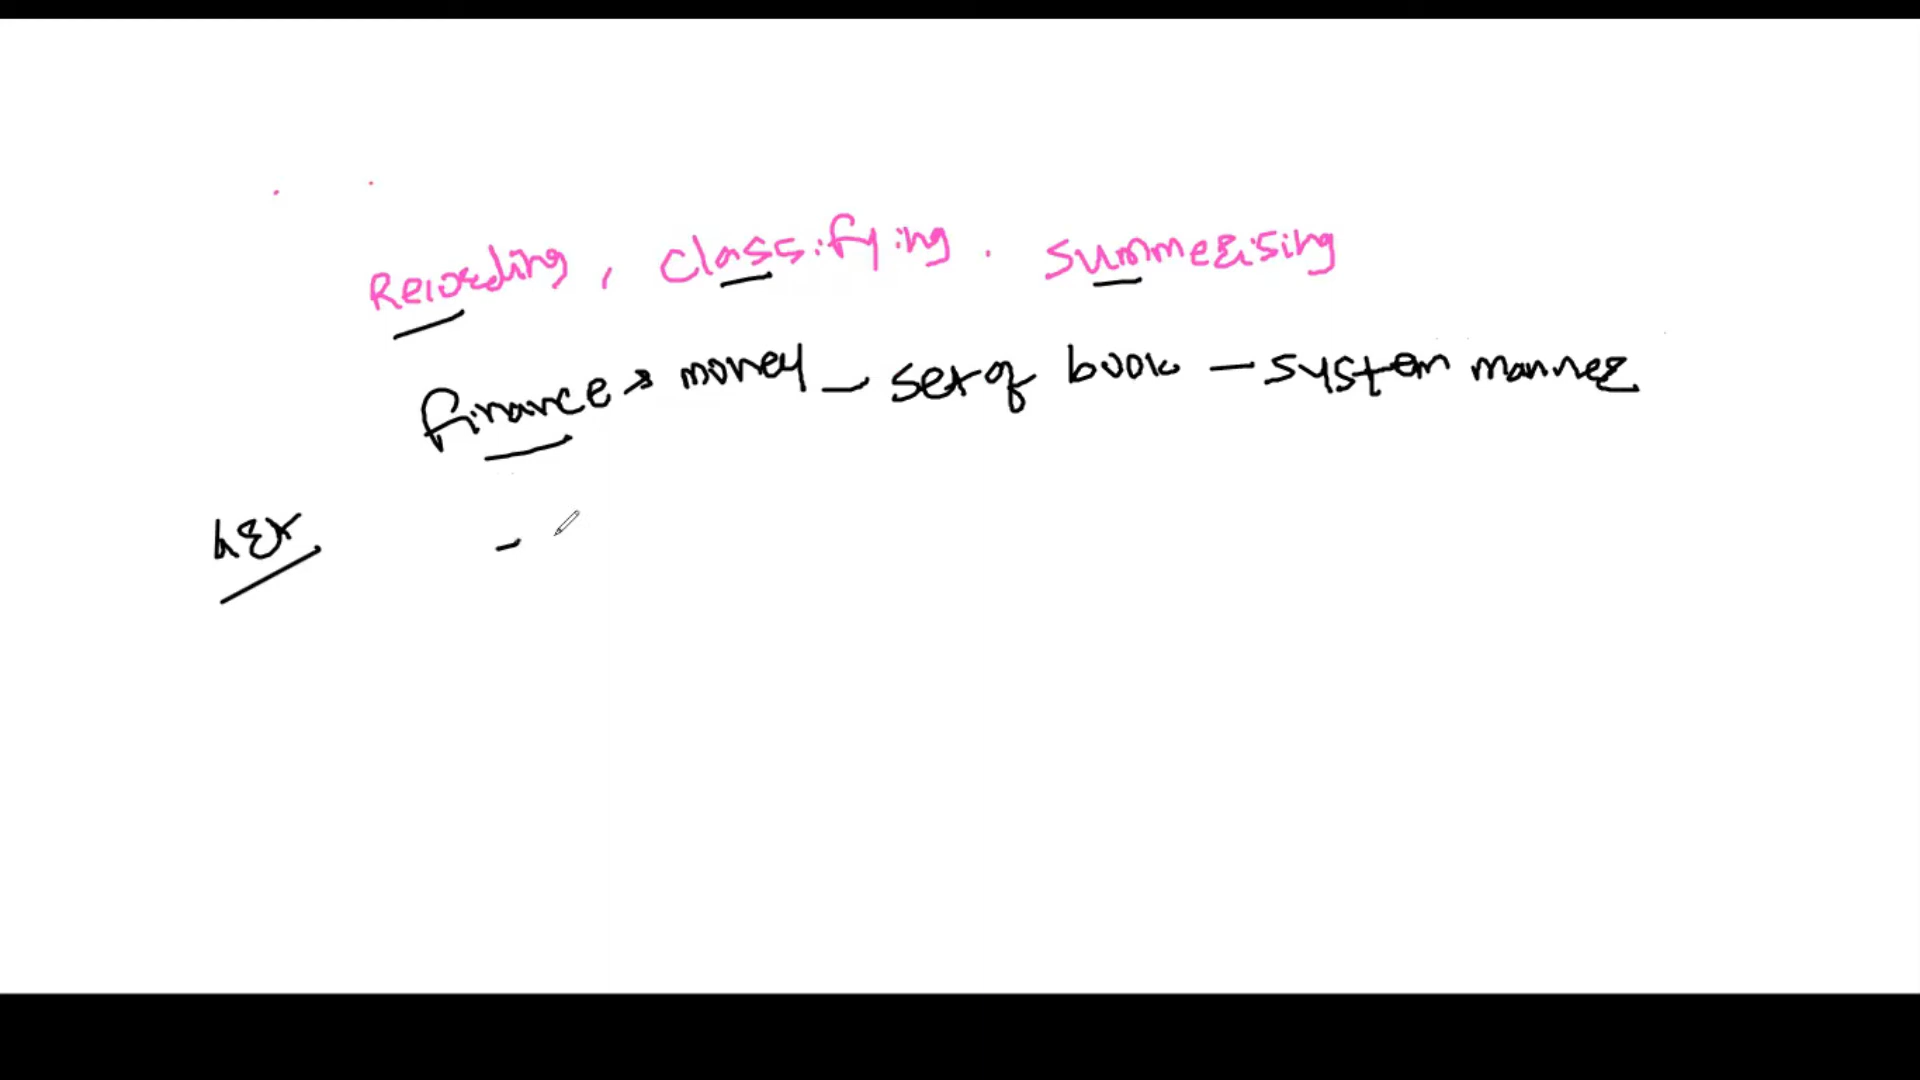 Recording, Classifying. Summerising
finance → money – set of book – system manner